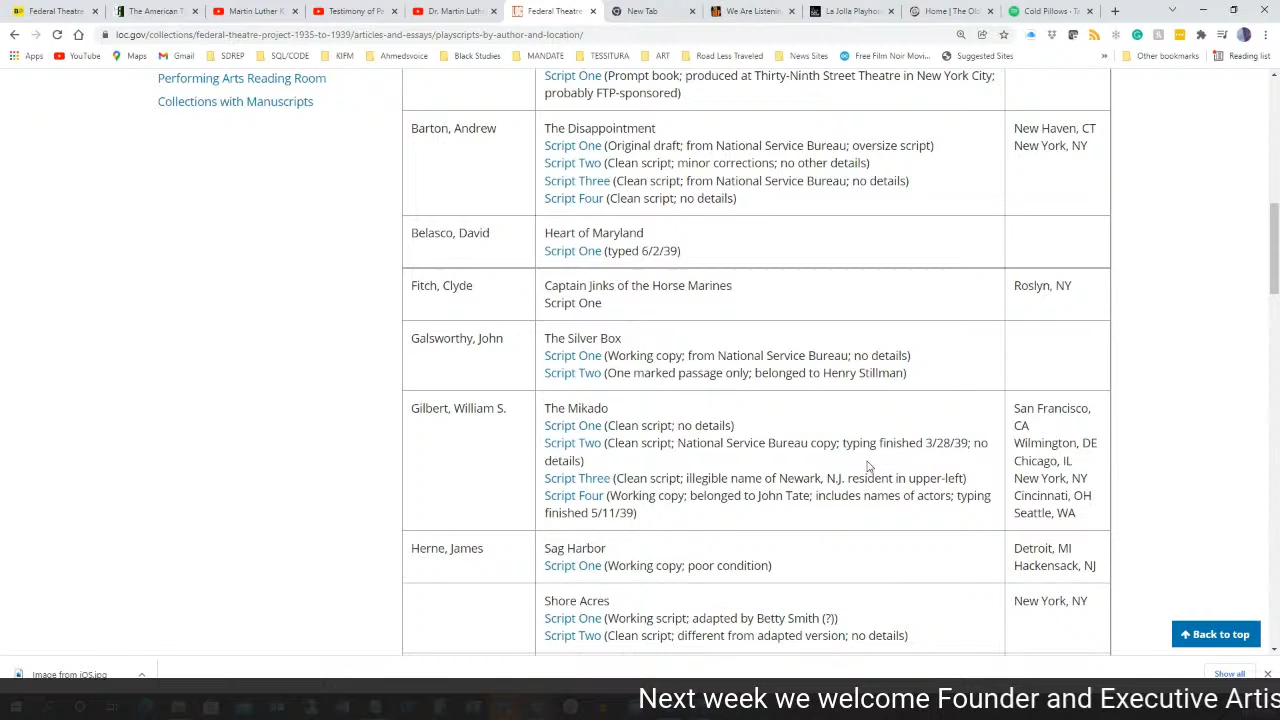 Federal Theatre
The American T
Martin Luther K
Testimony of Pa
Dr. Martin Luther
Federal Theatre
New Tab
We Are Listening
La Jolla Playhou
Home | The Old
Cold Pillows - Ta
loc.gov/collections/federal-theatre-project-1935-to-1939/articles-and-essays/playscripts-by-author-and-location/
Apps YouTube Maps Gmail SDREP SQL/CODE KIFM Ahmedsvoice Black Studies MANDATE TESSITURA ART Road Less Traveled News Sites Free Film Noir Movi... Suggested Sites » Other bookmarks Reading list
Performing Arts Reading Room
Collections with Manuscripts
Script One (Prompt book; produced at Thirty-Ninth Street Theatre in New York City;
probably FTP-sponsored)
Barton, Andrew
The Disappointment
Script One (Original draft; from National Service Bureau; oversize script)
Script Two (Clean script; minor corrections; no other details)
Script Three (Clean script; from National Service Bureau; no details)
Script Four (Clean script; no details)
New Haven, CT
New York, NY
Belasco, David
Heart of Maryland
Script One (typed 6/2/39)
Fitch, Clyde
Captain Jinks of the Horse Marines
Script One
Roslyn, NY
Galsworthy, John
The Silver Box
Script One (Working copy; from National Service Bureau; no details)
Script Two (One marked passage only; belonged to Henry Stillman)
Gilbert, William S.
The Mikado
Script One (Clean script; no details)
Script Two (Clean script; National Service Bureau copy; typing finished 3/28/39; no
details)
Script Three (Clean script; illegible name of Newark, N.J. resident in upper-left)
Script Four (Working copy; belonged to John Tate; includes names of actors; typing
finished 5/11/39)
San Francisco,
CA
Wilmington, DE
Chicago, IL
New York, NY
Cincinnati, OH
Seattle, WA
Herne, James
Sag Harbor
Script One (Working copy; poor condition)
Detroit, MI
Hackensack, NJ
Shore Acres
Script One (Working script; adapted by Betty Smith (?))
Script Two (Clean script; different from adapted version; no details)
New York, NY
Back to top
Image from iOS.jpg
Show all
Next week we welcome Founder and Executive Artis